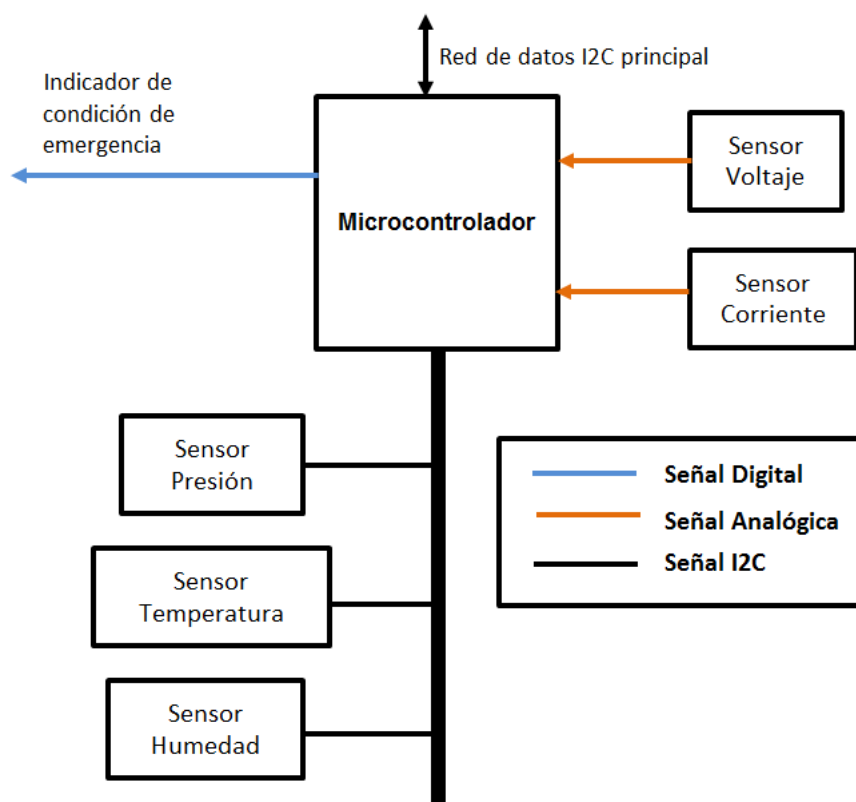 Red de datos I2C principal
Indicador de
condición de
emergencia
Sensor
Voltaje
Microcontrolador
Sensor
Corriente
Sensor
Presión
Señal Digital
Señal Analógica
Señal I2C
Sensor
Temperatura
Sensor
Humedad